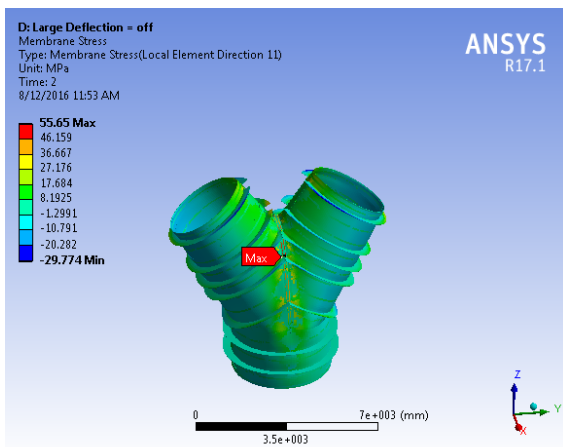 D: Large Deflection = off
Membrane Stress
Type: Membrane Stress(Local Element Direction 11)
Unit: MPa
Time: 2
8/12/2016 11:53 AM
ANSYS
R17.1
55.65 Max
46.159
36.667
27.176
17.684
8.1925
-1.2991
-10.791
-20.282
-29.774 Min
Max
0
7e+003 (mm)
3.5e+003
Z
Y
X